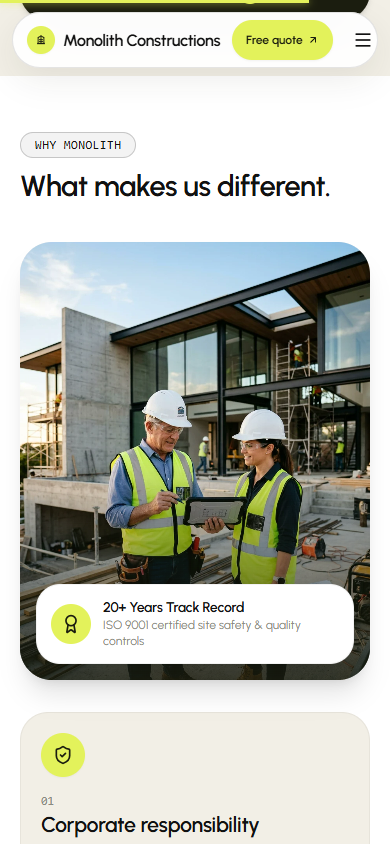 Monolith Constructions
Free quote
WHY MONOLITH
What makes us different.
20+ Years Track Record
ISO 9001 certified site safety & quality
controls
01
Corporate responsibility